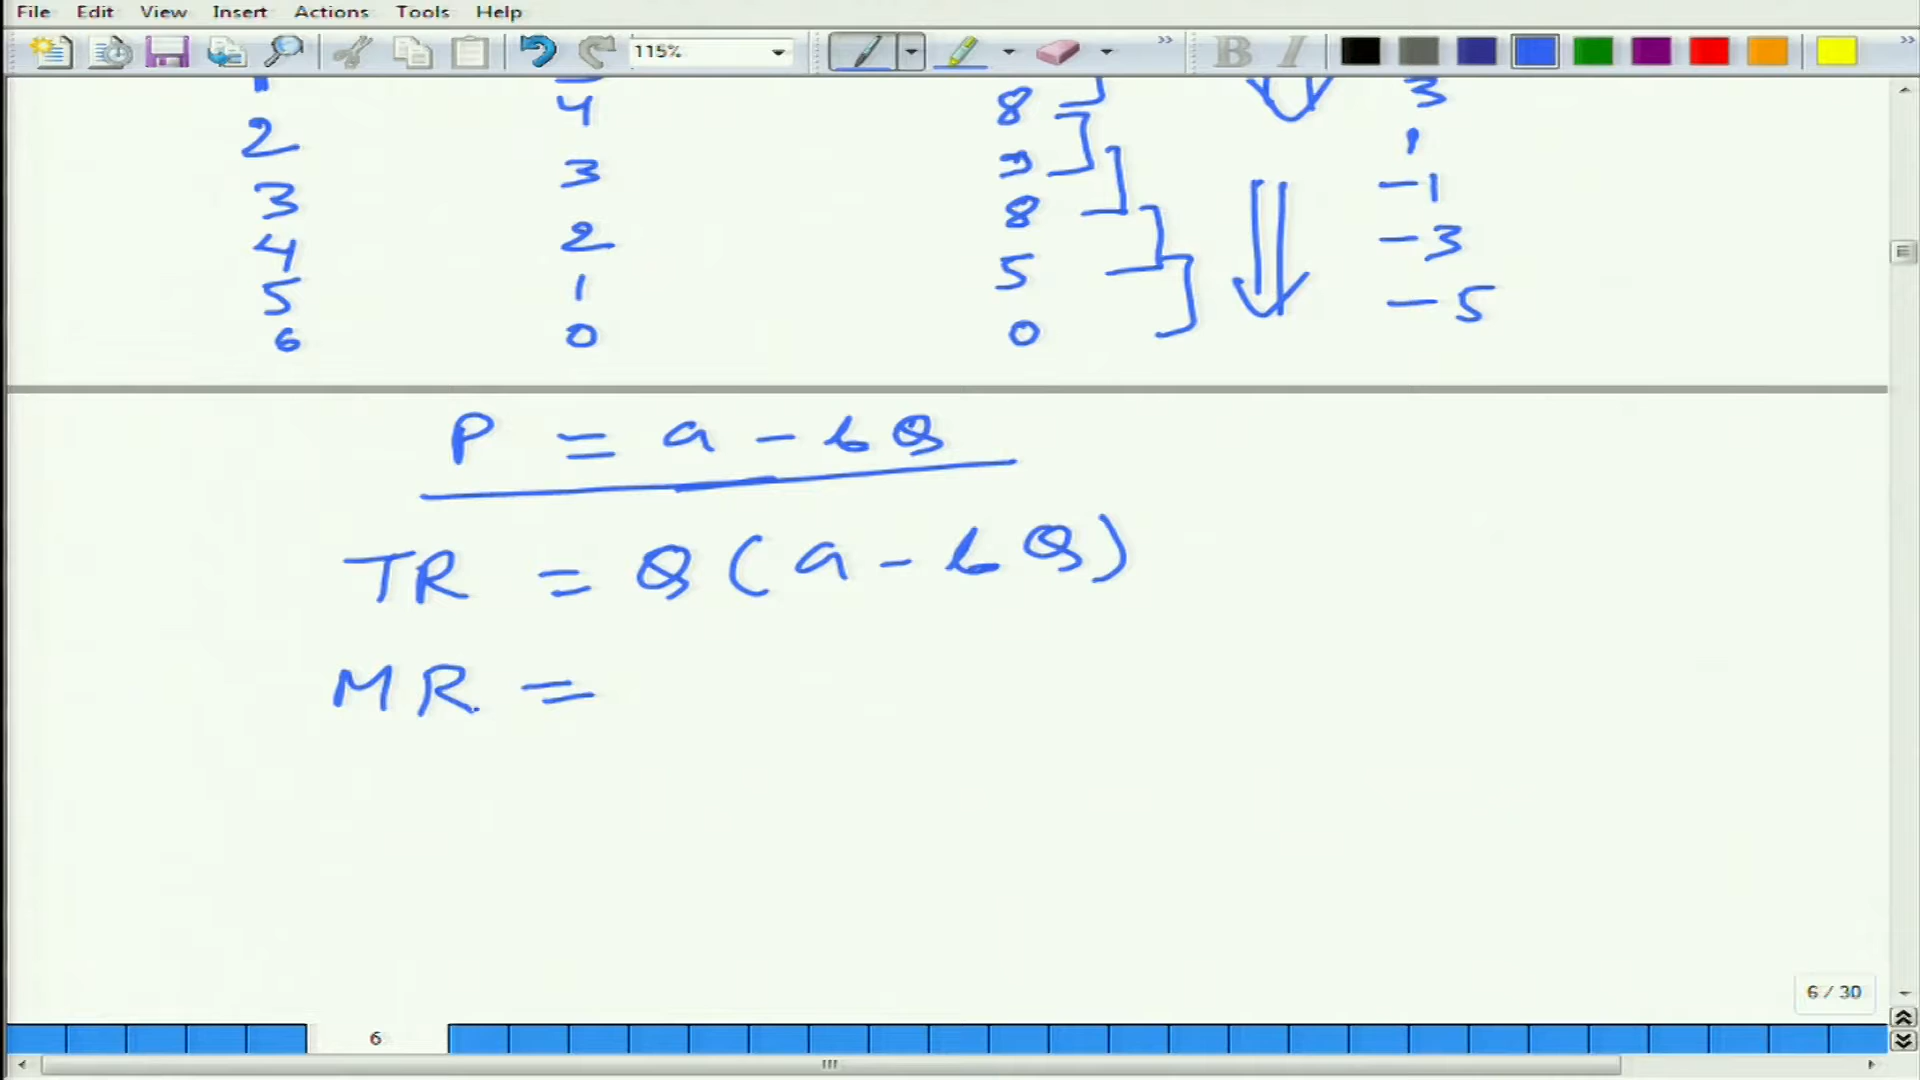 File Edit View Insert Actions Tools Help
115%
B I
1 4 8 3
2 3 9 1
3 2 8 -1
4 1 5 -3
5 0 0 -5
6
P = a - bQ
TR = Q(a - bQ)
MR =
6 / 30
6